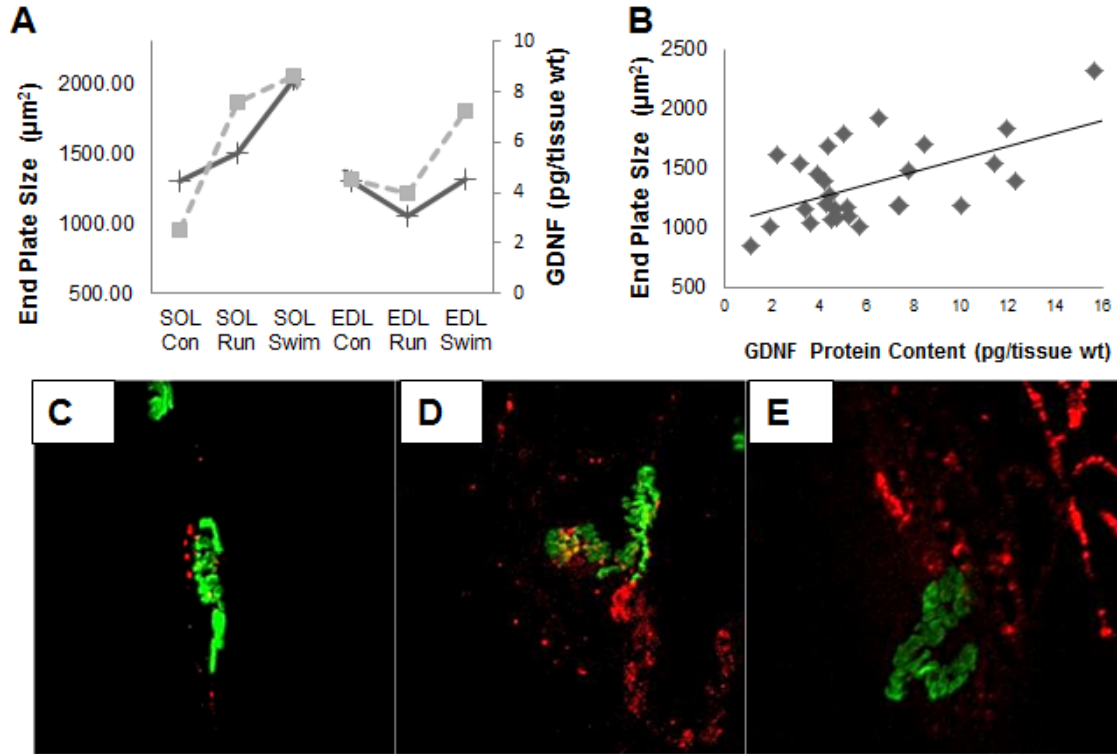 A
End Plate Size (µm²)
2000.00
1500.00
1000.00
500.00
10
8
6
4
2
0
GDNF (pg/tissue wt)
SOL Con
SOL Run
SOL Swim
EDL Con
EDL Run
EDL Swim
B
End Plate Size (µm²)
2500
2000
1500
1000
500
0 2 4 6 8 10 12 14 16
GDNF Protein Content (pg/tissue wt)
C
D
E